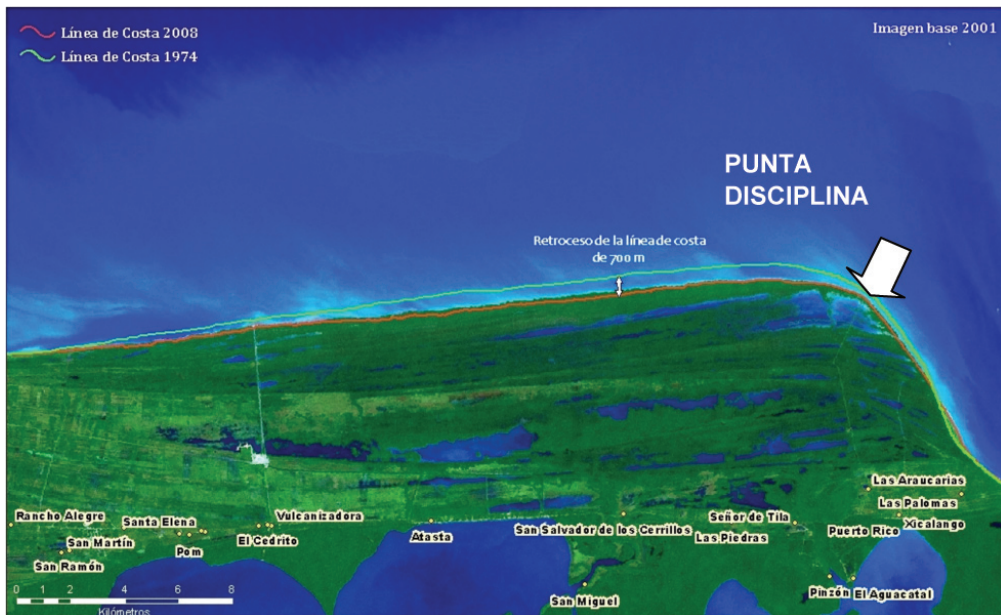 Línea de Costa 2008
Línea de Costa 1974
Imagen base 2001
PUNTA
DISCIPLINA
Retroceso de la línea de costa
de 700 m
Las Araucarias
Las Palomas
Rancho Alegre
Santa Elena
Vulcanizadora
San Martín
Pom
El Cedrito
Atasta
San Salvador de los Cerrillos
Señor de Tila
Las Piedras
Puerto Rico
Xicalango
San Ramón
San Miguel
Pinzón
El Aguacatal
0 1 2 4 6 8
Kilómetros